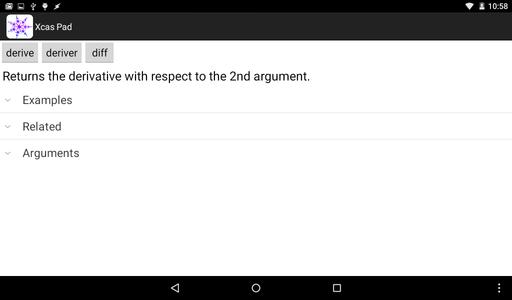 10:58
Xcas Pad
derive deriver diff
Returns the derivative with respect to the 2nd argument.
Examples
Related
Arguments